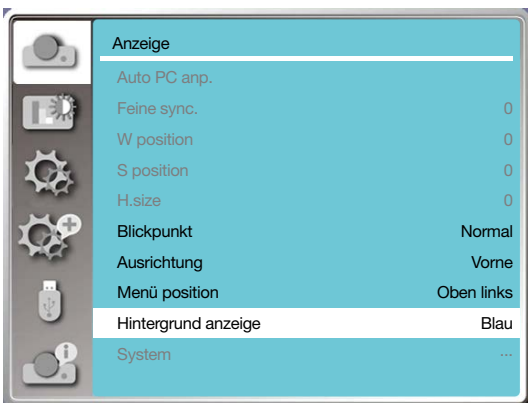 Anzeige
Auto PC anp.
Feine sync. 0
W position 0
S position 0
H.size 0
Blickpunkt Normal
Ausrichtung Vorne
Menü position Oben links
Hintergrund anzeige Blau
System ...